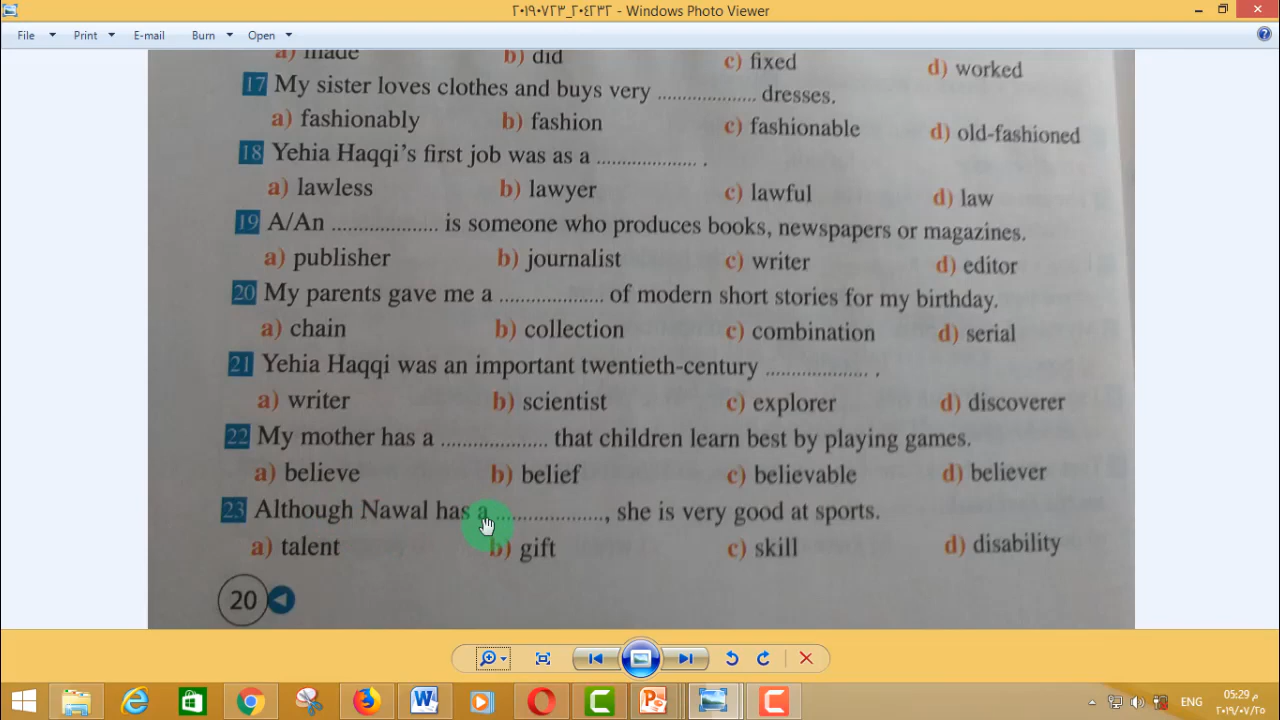 ٢٠١٩٠٧٢٣_٢٠٤٢٣٢ - Windows Photo Viewer
File Print E-mail Burn Open
a) made b) did c) fixed d) worked
17 My sister loves clothes and buys very .................. dresses.
a) fashionably b) fashion c) fashionable d) old-fashioned
18 Yehia Haqqi's first job was as a .................. .
a) lawless b) lawyer c) lawful d) law
19 A/An .................. is someone who produces books, newspapers or magazines.
a) publisher b) journalist c) writer d) editor
20 My parents gave me a .................. of modern short stories for my birthday.
a) chain b) collection c) combination d) serial
21 Yehia Haqqi was an important twentieth-century .................. .
a) writer b) scientist c) explorer d) discoverer
22 My mother has a .................. that children learn best by playing games.
a) believe b) belief c) believable d) believer
23 Although Nawal has a .................., she is very good at sports.
a) talent b) gift c) skill d) disability
20
ENG
05:29 م
٢٠١٩/٠٧/٢٥